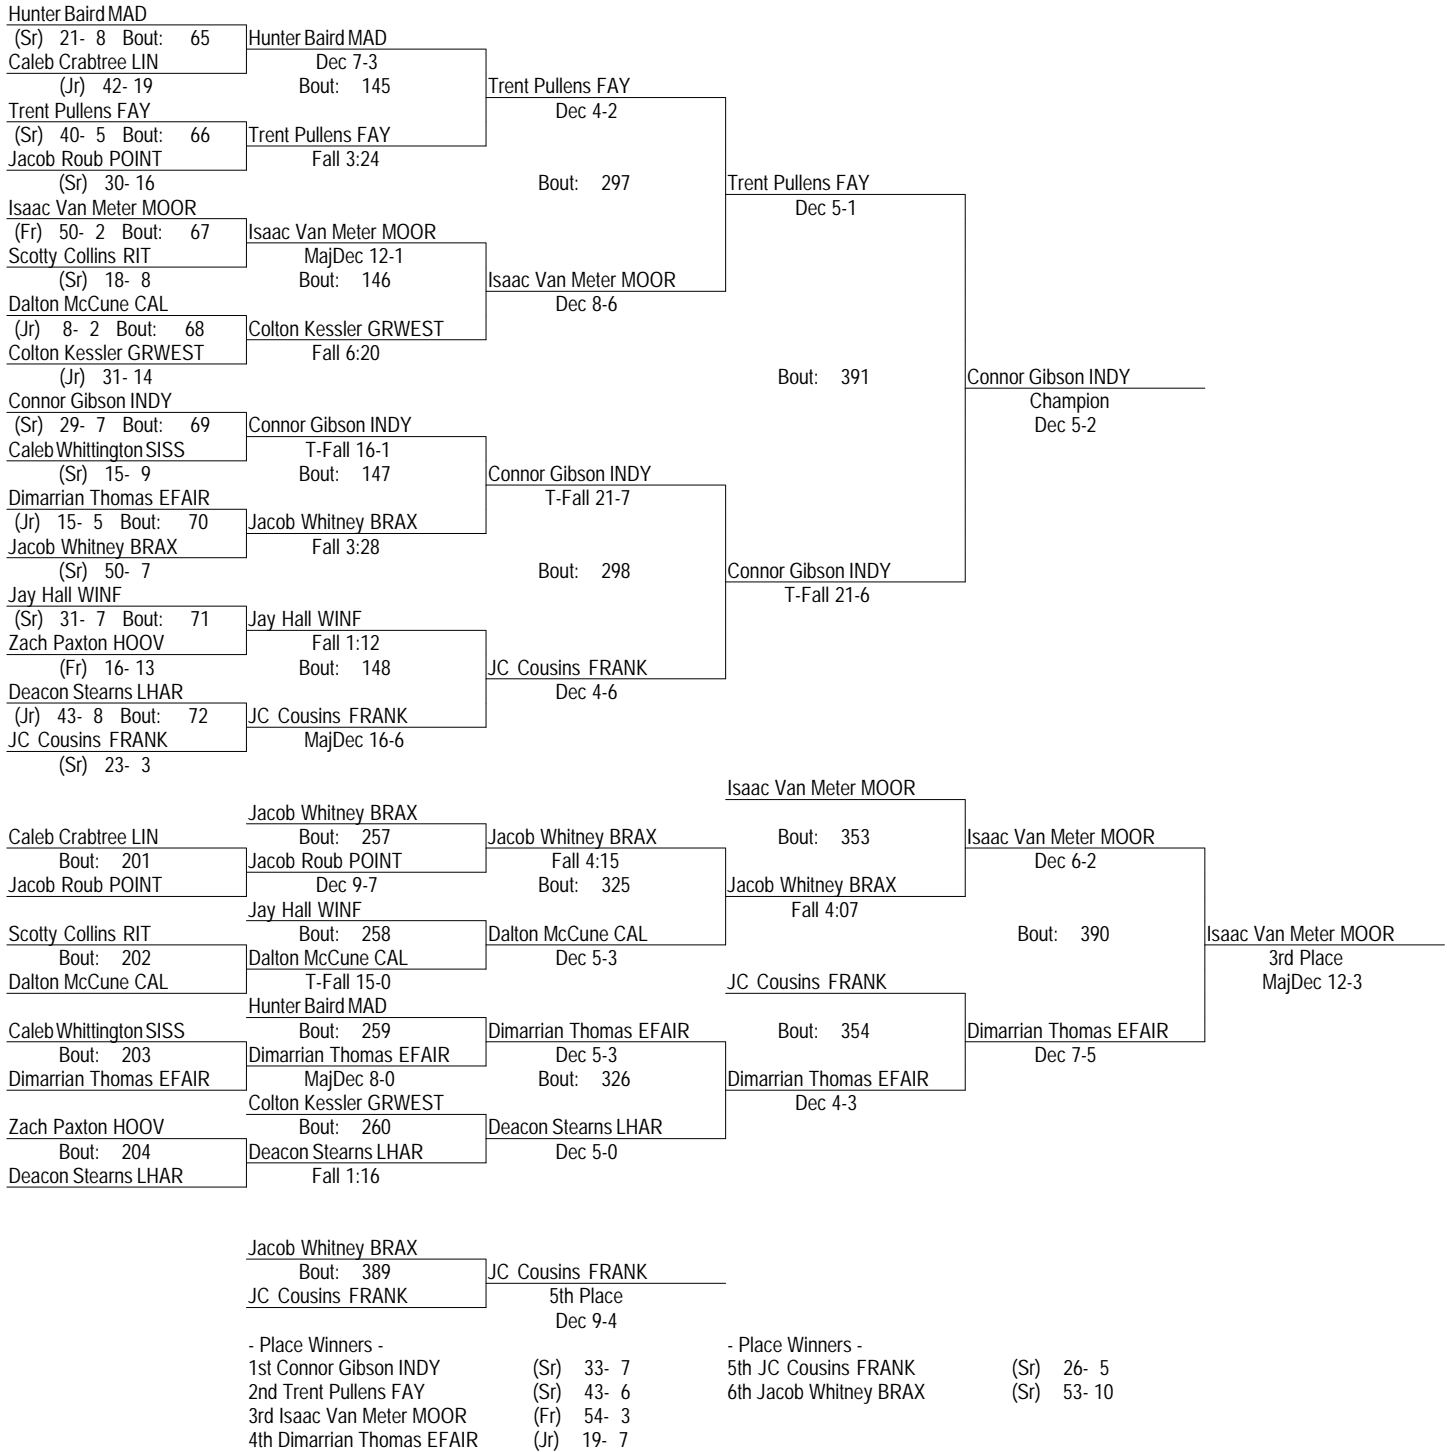 Hunter Baird MAD
(Sr) 21- 8 Bout: 65 Hunter Baird MAD
Caleb Crabtree LIN Dec 7-3
(Jr) 42- 19 Bout: 145 Trent Pullens FAY
Trent Pullens FAY Dec 4-2
(Sr) 40- 5 Bout: 66 Trent Pullens FAY
Jacob Roub POINT Fall 3:24
(Sr) 30- 16 Bout: 297 Trent Pullens FAY
Isaac Van Meter MOOR Dec 5-1
(Fr) 50- 2 Bout: 67 Isaac Van Meter MOOR
Scotty Collins RIT MajDec 12-1
(Sr) 18- 8 Bout: 146 Isaac Van Meter MOOR
Dalton McCune CAL Dec 8-6
(Jr) 8- 2 Bout: 68 Colton Kessler GRWEST
Colton Kessler GRWEST Fall 6:20
(Jr) 31- 14 Bout: 391 Connor Gibson INDY
Connor Gibson INDY Champion
(Sr) 29- 7 Bout: 69 Connor Gibson INDY Dec 5-2
Caleb Whittington SISS T-Fall 16-1
(Sr) 15- 9 Bout: 147 Connor Gibson INDY
Dimarrian Thomas EFAIR T-Fall 21-7
(Jr) 15- 5 Bout: 70 Jacob Whitney BRAX
Jacob Whitney BRAX Fall 3:28
(Sr) 50- 7 Bout: 298 Connor Gibson INDY
Jay Hall WINF T-Fall 21-6
(Sr) 31- 7 Bout: 71 Jay Hall WINF
Zach Paxton HOOV Fall 1:12
(Fr) 16- 13 Bout: 148 JC Cousins FRANK
Deacon Stearns LHAR Dec 4-6
(Jr) 43- 8 Bout: 72 JC Cousins FRANK
JC Cousins FRANK MajDec 16-6
(Sr) 23- 3
Isaac Van Meter MOOR
Jacob Whitney BRAX
Caleb Crabtree LIN Bout: 257 Jacob Whitney BRAX Bout: 353 Isaac Van Meter MOOR
Bout: 201 Jacob Roub POINT Fall 4:15 Dec 6-2
Jacob Roub POINT Dec 9-7 Bout: 325 Jacob Whitney BRAX
Jay Hall WINF Fall 4:07
Scotty Collins RIT Bout: 258 Dalton McCune CAL Bout: 390 Isaac Van Meter MOOR
Bout: 202 Dalton McCune CAL Dec 5-3 3rd Place
Dalton McCune CAL T-Fall 15-0 JC Cousins FRANK MajDec 12-3
Hunter Baird MAD
Caleb Whittington SISS Bout: 259 Dimarrian Thomas EFAIR Bout: 354 Dimarrian Thomas EFAIR
Bout: 203 Dimarrian Thomas EFAIR Dec 5-3 Dec 7-5
Dimarrian Thomas EFAIR MajDec 8-0 Bout: 326 Dimarrian Thomas EFAIR
Colton Kessler GRWEST Dec 4-3
Zach Paxton HOOV Bout: 260 Deacon Stearns LHAR
Bout: 204 Deacon Stearns LHAR Dec 5-0
Deacon Stearns LHAR Fall 1:16
Jacob Whitney BRAX
Bout: 389 JC Cousins FRANK
JC Cousins FRANK 5th Place
Dec 9-4
- Place Winners - - Place Winners -
1st Connor Gibson INDY (Sr) 33- 7 5th JC Cousins FRANK (Sr) 26- 5
2nd Trent Pullens FAY (Sr) 43- 6 6th Jacob Whitney BRAX (Sr) 53- 10
3rd Isaac Van Meter MOOR (Fr) 54- 3
4th Dimarrian Thomas EFAIR (Jr) 19- 7